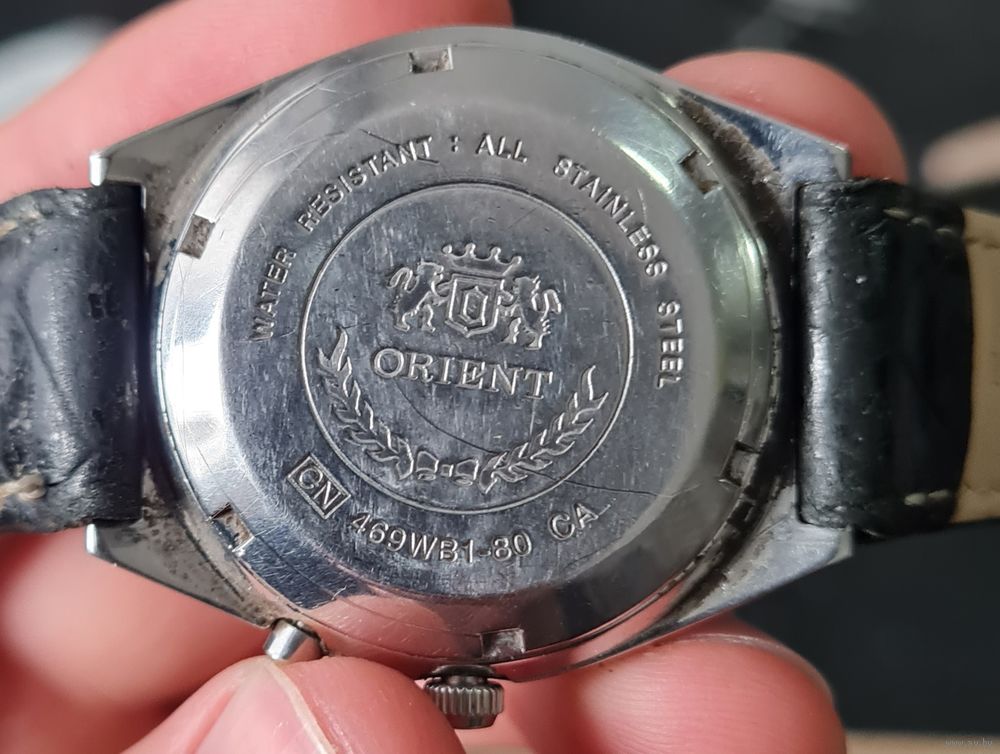 WATER RESISTANT : ALL STAINLESS STEEL
ORIENT
CN
469WB1-80 CA